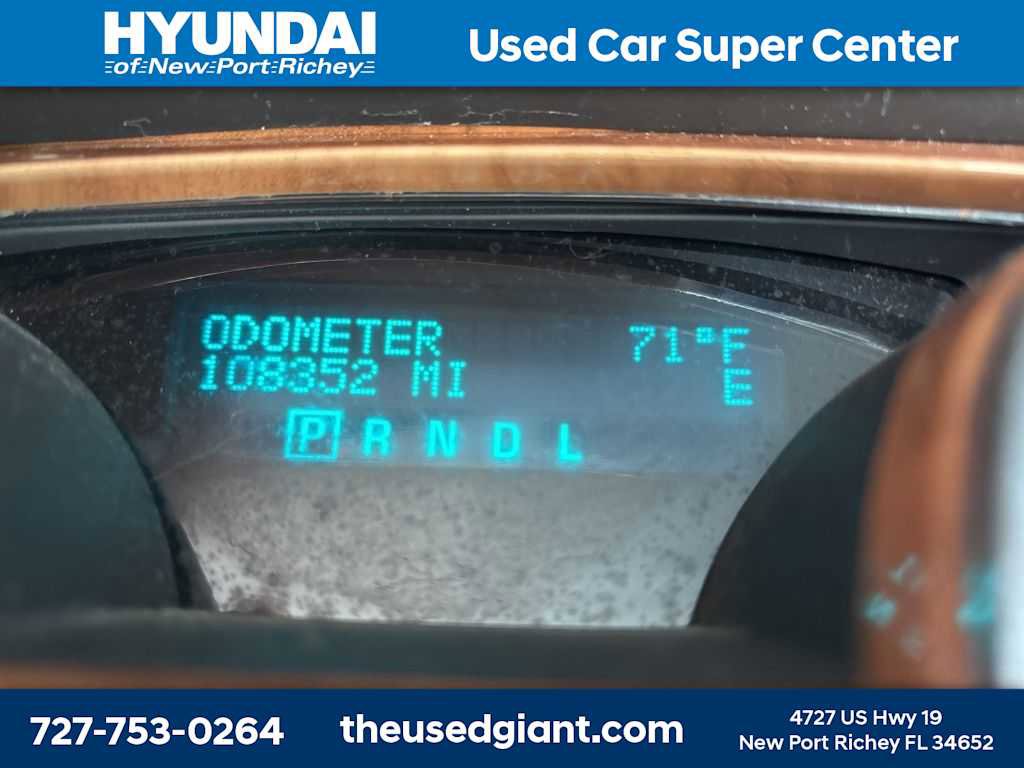 HYUNDAI
of New Port Richey
Used Car Super Center
ODOMETER 71°F
108352 MI E
P R N D L
727-753-0264
theusedgiant.com
4727 US Hwy 19
New Port Richey FL 34652